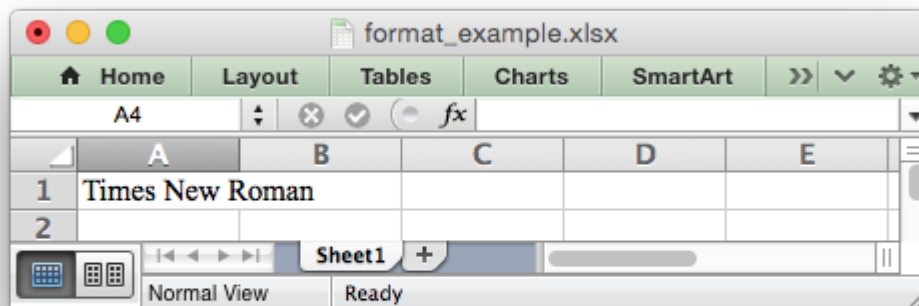 format_example.xlsx
Home Layout Tables Charts SmartArt >>
A4 fx
A B C D E
1 Times New Roman
2
Sheet1 +
Normal View Ready